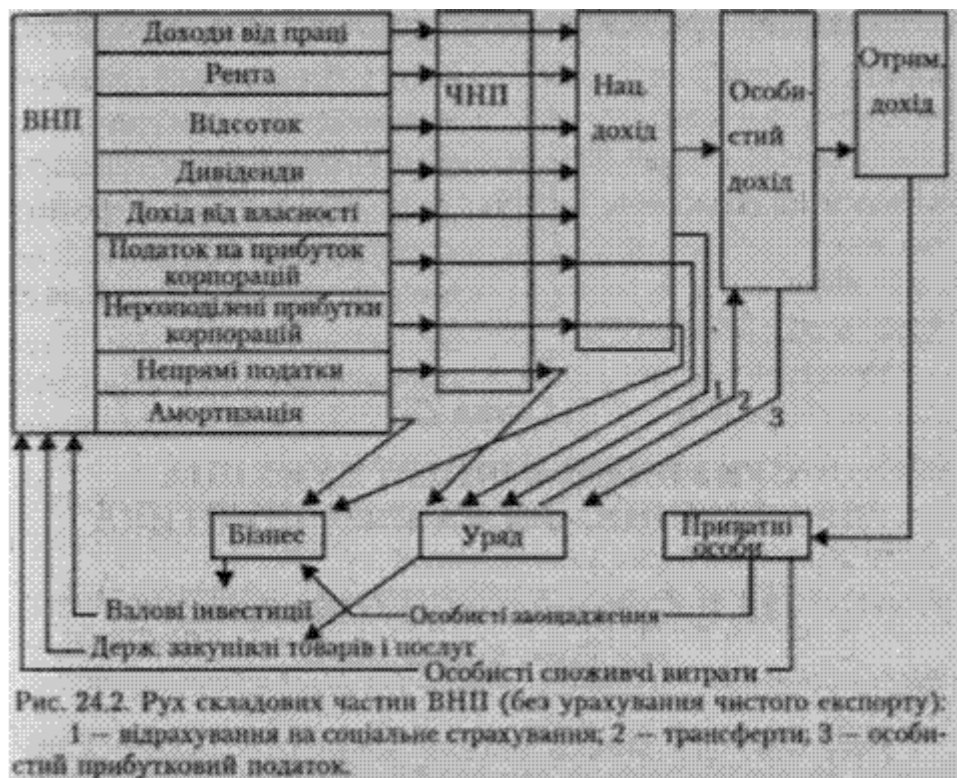 ВНП
Доходи від праці
Рента
Відсоток
Дивіденди
Дохід від власності
Податок на прибуток
корпорацій
Нерозподілені прибутки
корпорацій
Непрямі податки
Амортизація
ЧНП
Нац.
дохід
Особи-
стий
дохід
Отрим.
дохід
1
2
3
Бізнес
Уряд
Приватні
особи
Валові інвестиції
Особисті заощадження
Держ. закупівлі товарів і послуг
Особисті споживчі витрати
Рис. 24.2. Рух складових частин ВНП (без урахування чистого експорту):
1 — відрахування на соціальне страхування; 2 — трансферти; 3 — особи-
стий прибутковий податок.